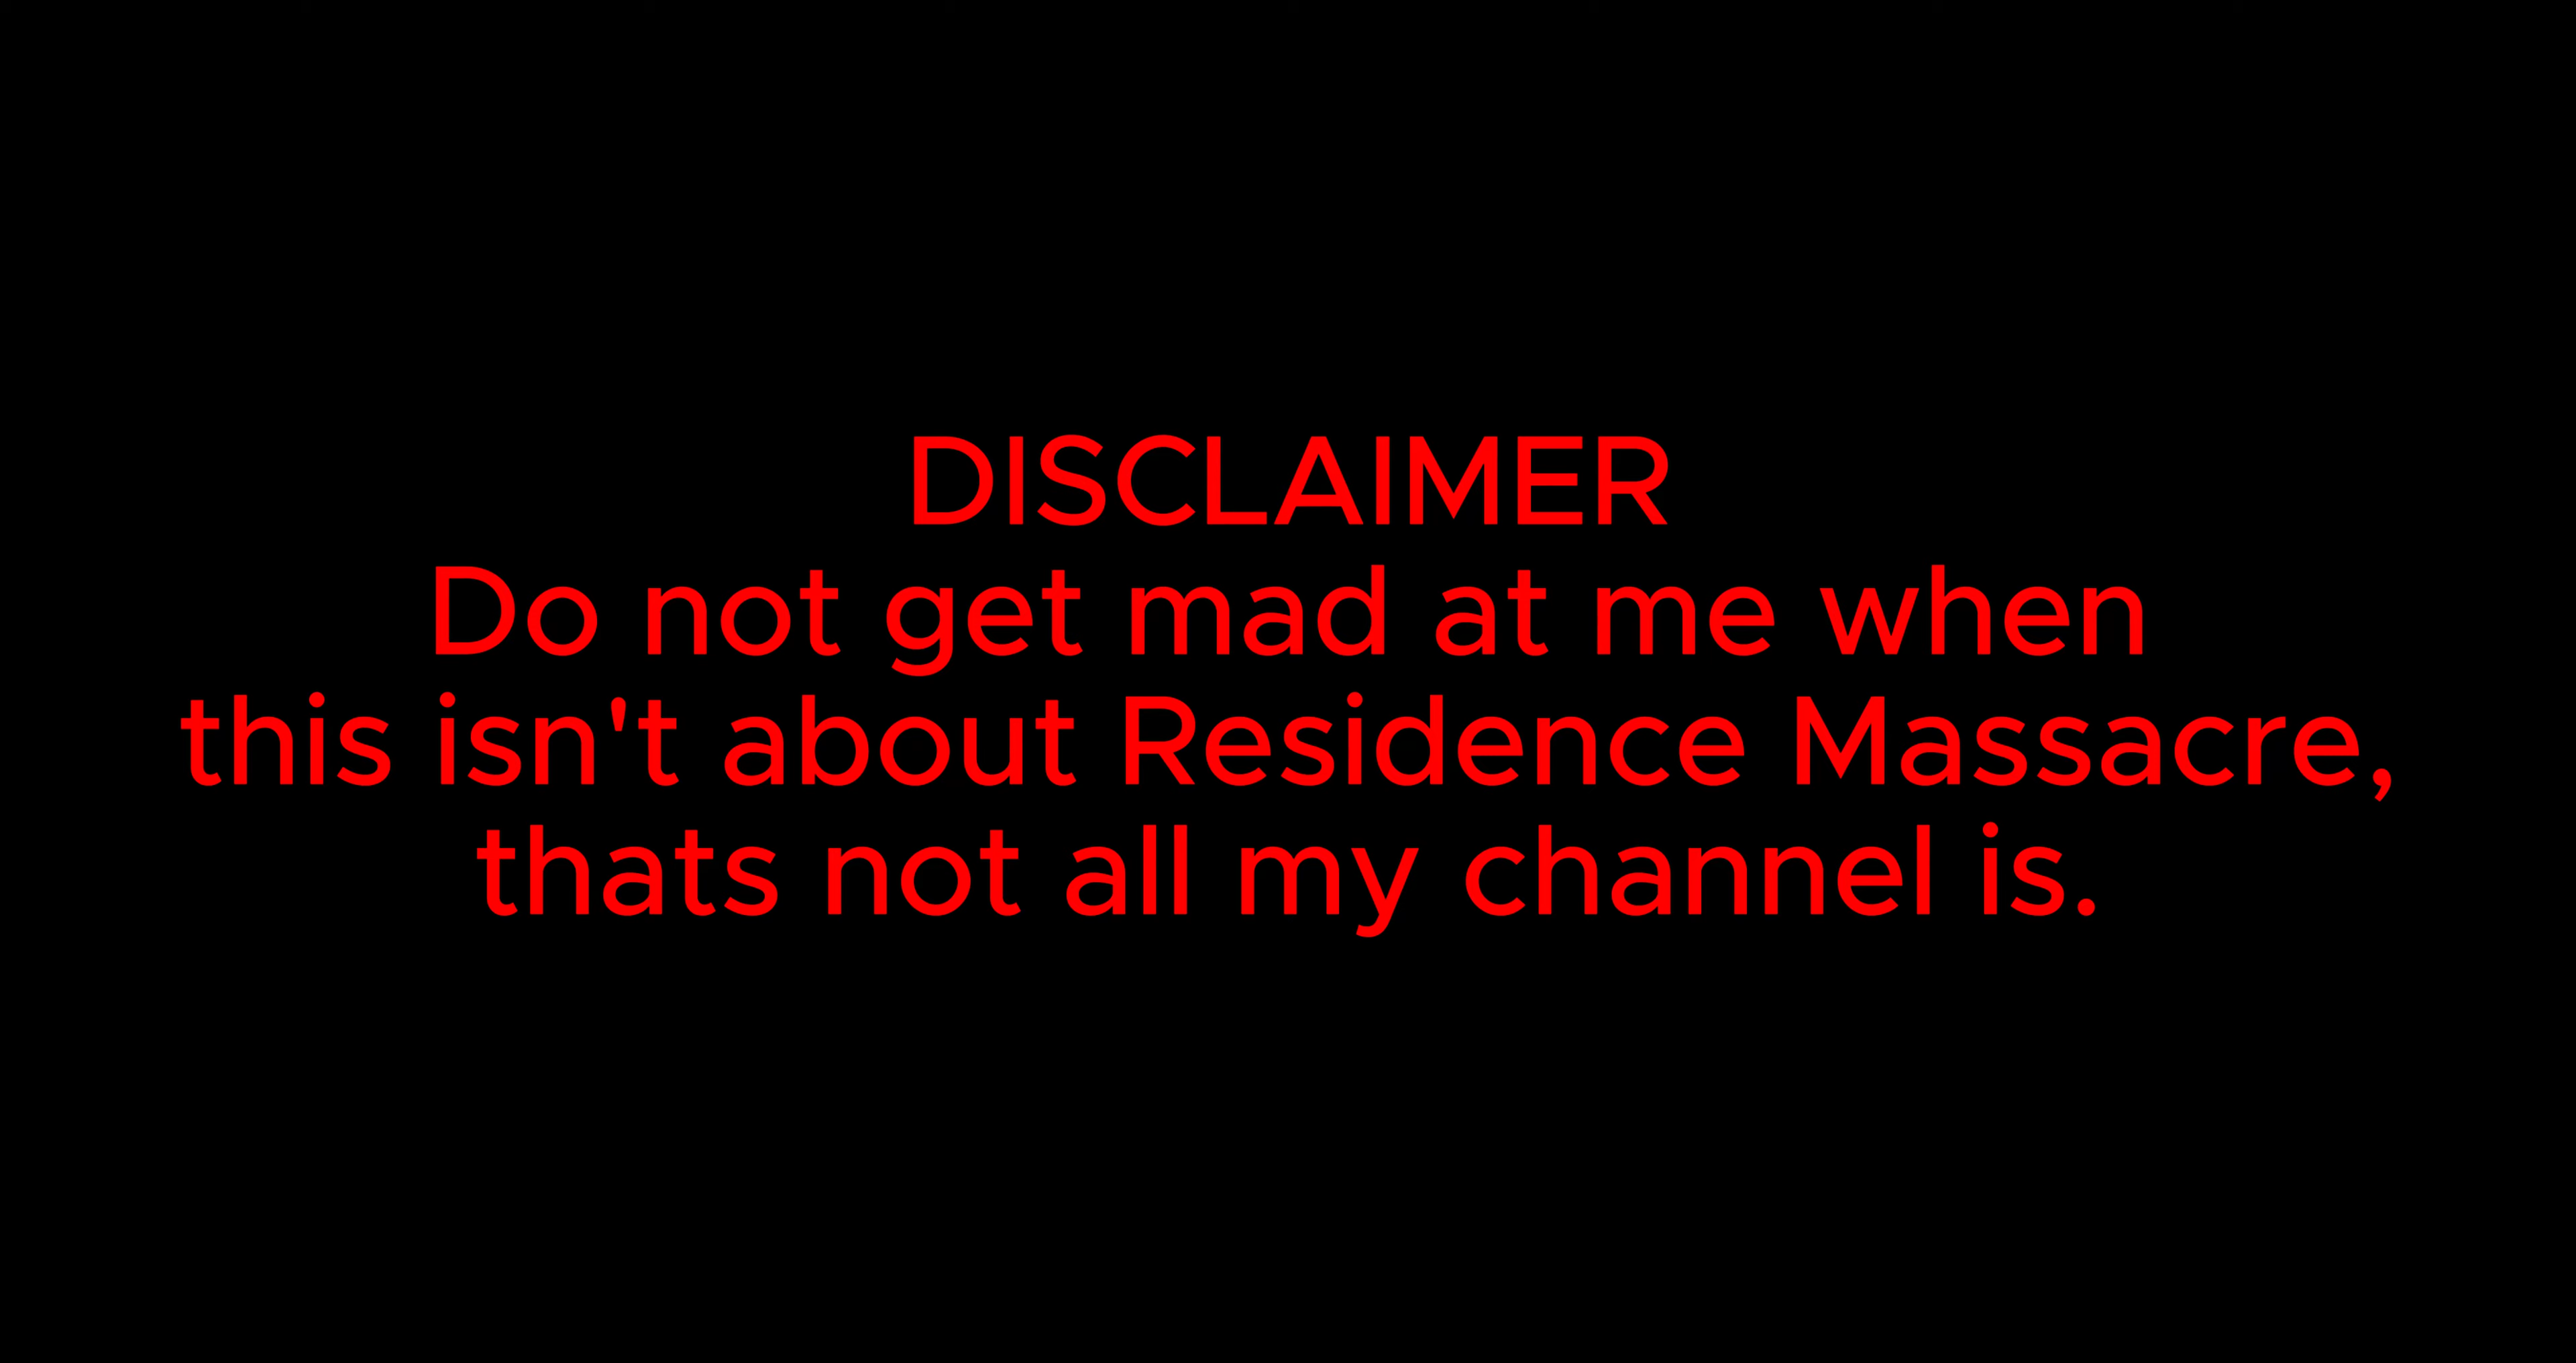 DISCLAIMER
Do not get mad at me when
this isn't about Residence Massacre,
thats not all my channel is.